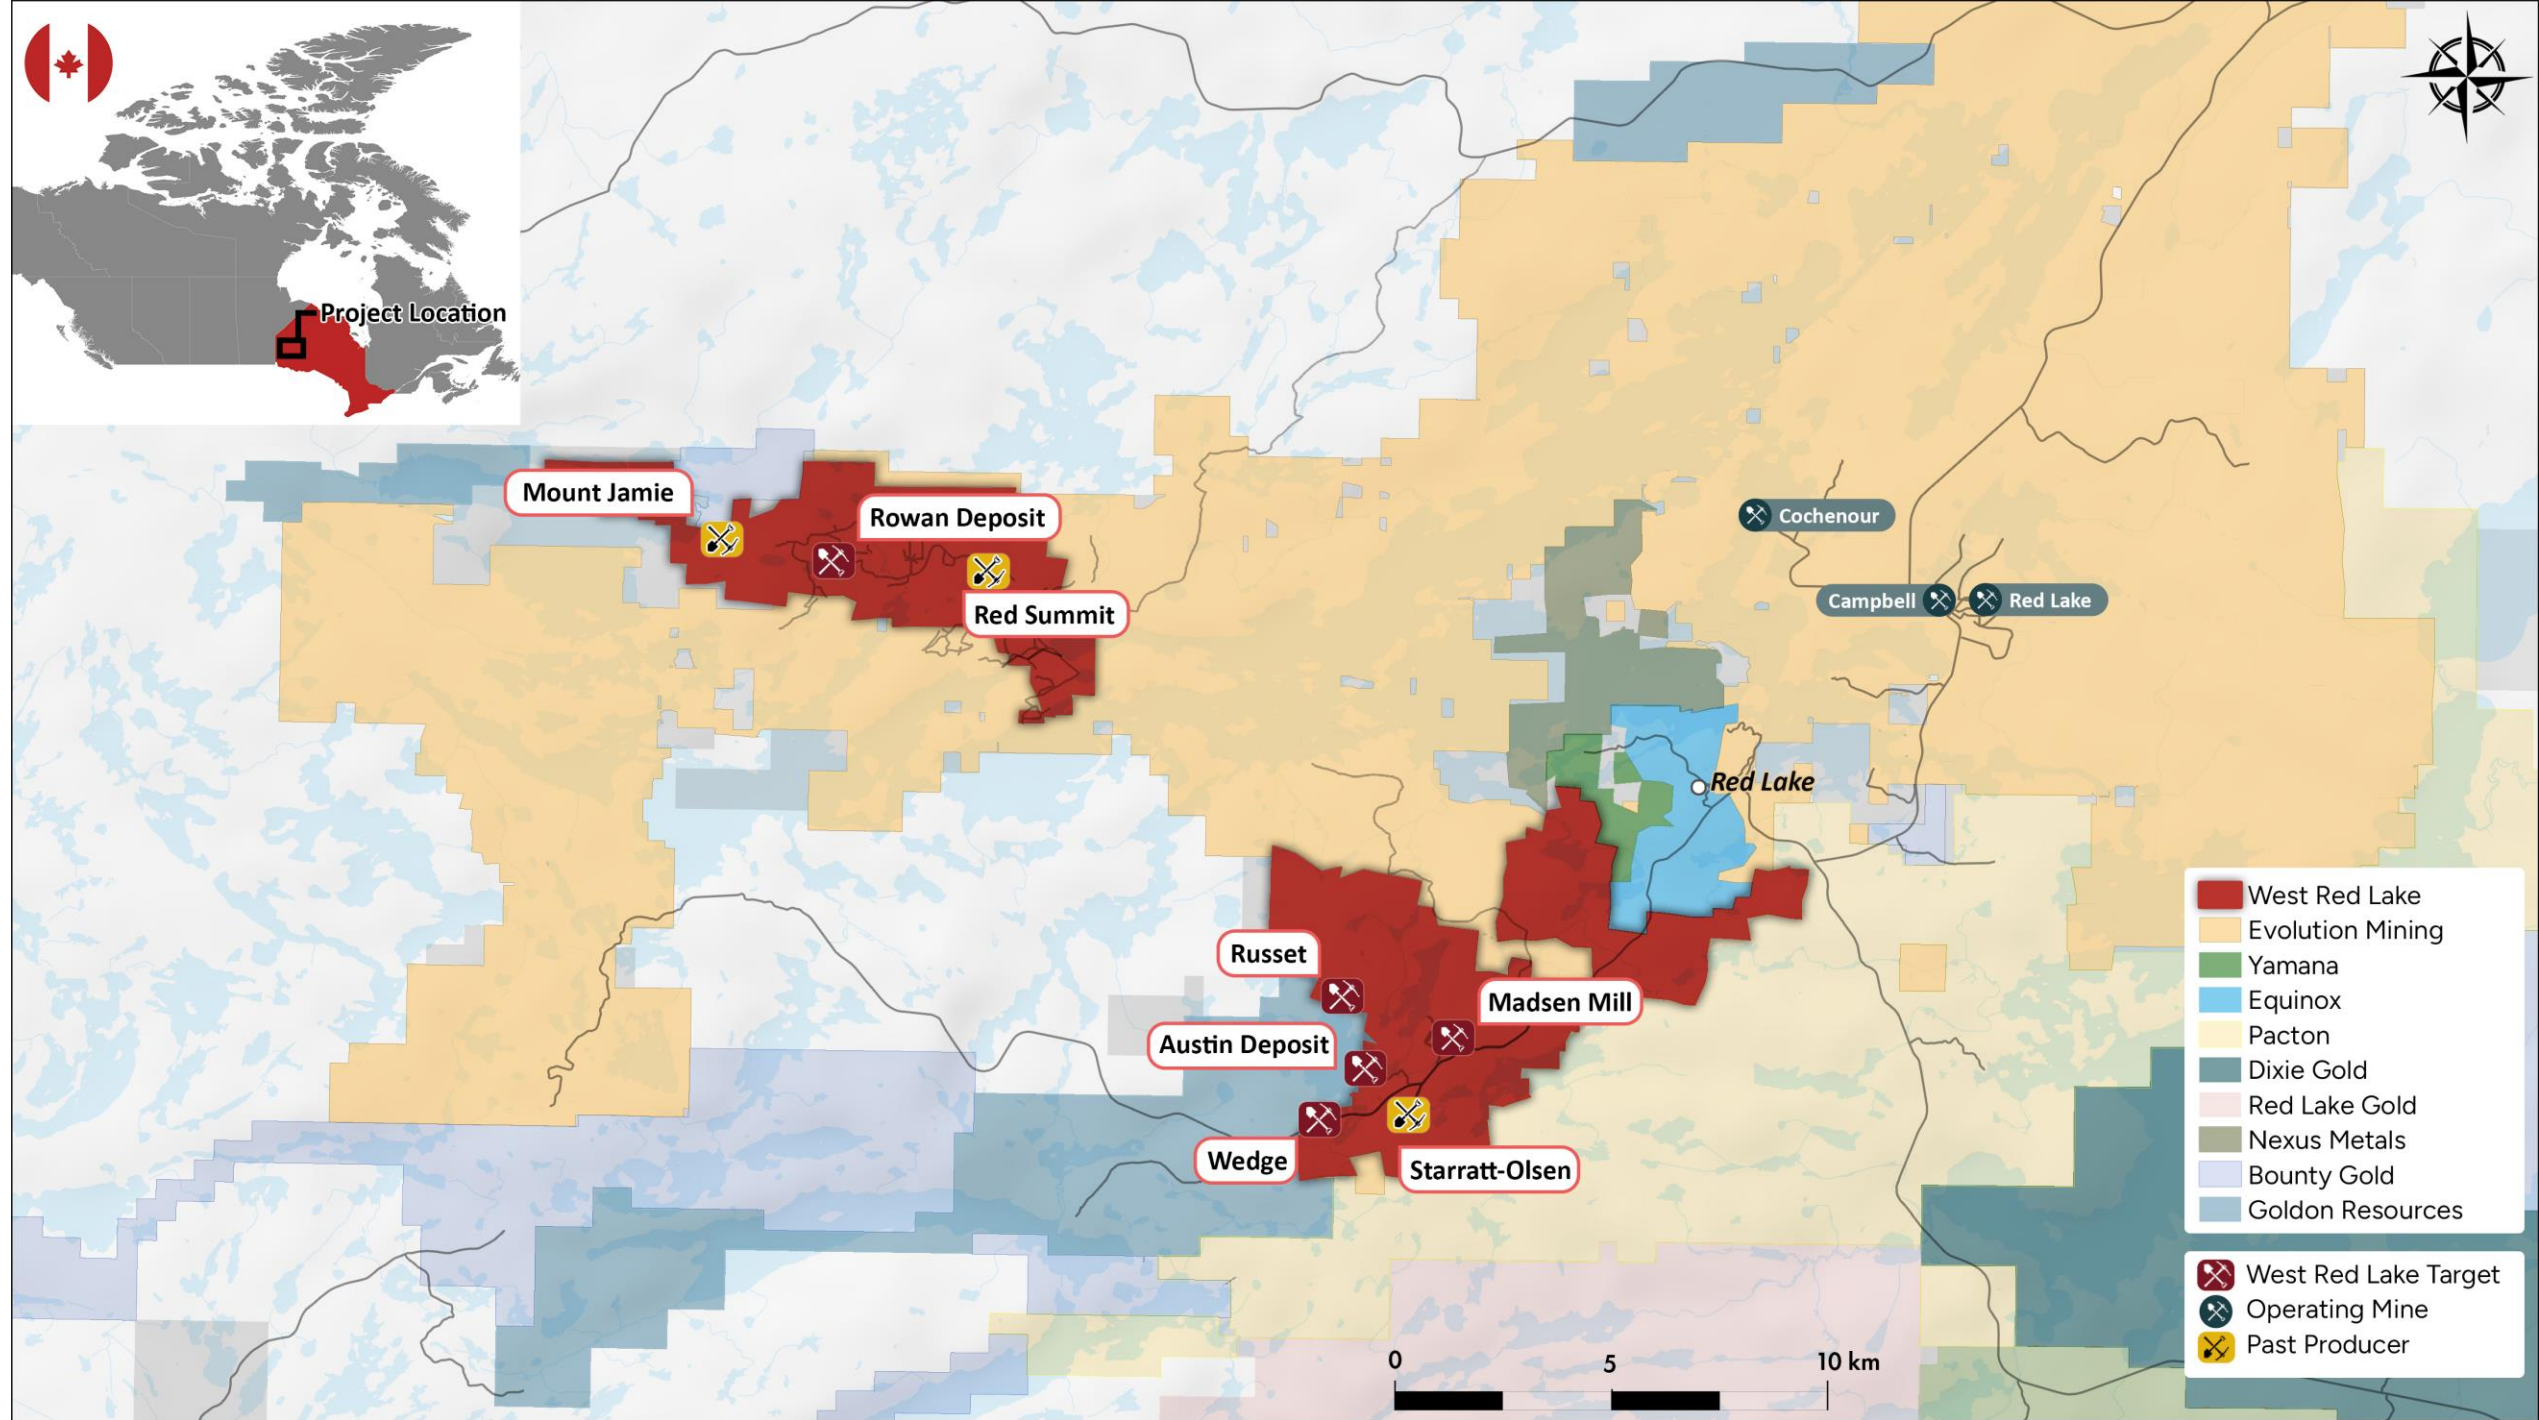 Project Location
Mount Jamie
Rowan Deposit
Red Summit
Cochenour
Campbell
Red Lake
Red Lake
Russet
Madsen Mill
Austin Deposit
Wedge
Starratt-Olsen
West Red Lake
Evolution Mining
Yamana
Equinox
Pacton
Dixie Gold
Red Lake Gold
Nexus Metals
Bounty Gold
Goldon Resources
West Red Lake Target
Operating Mine
Past Producer
0 5 10 km